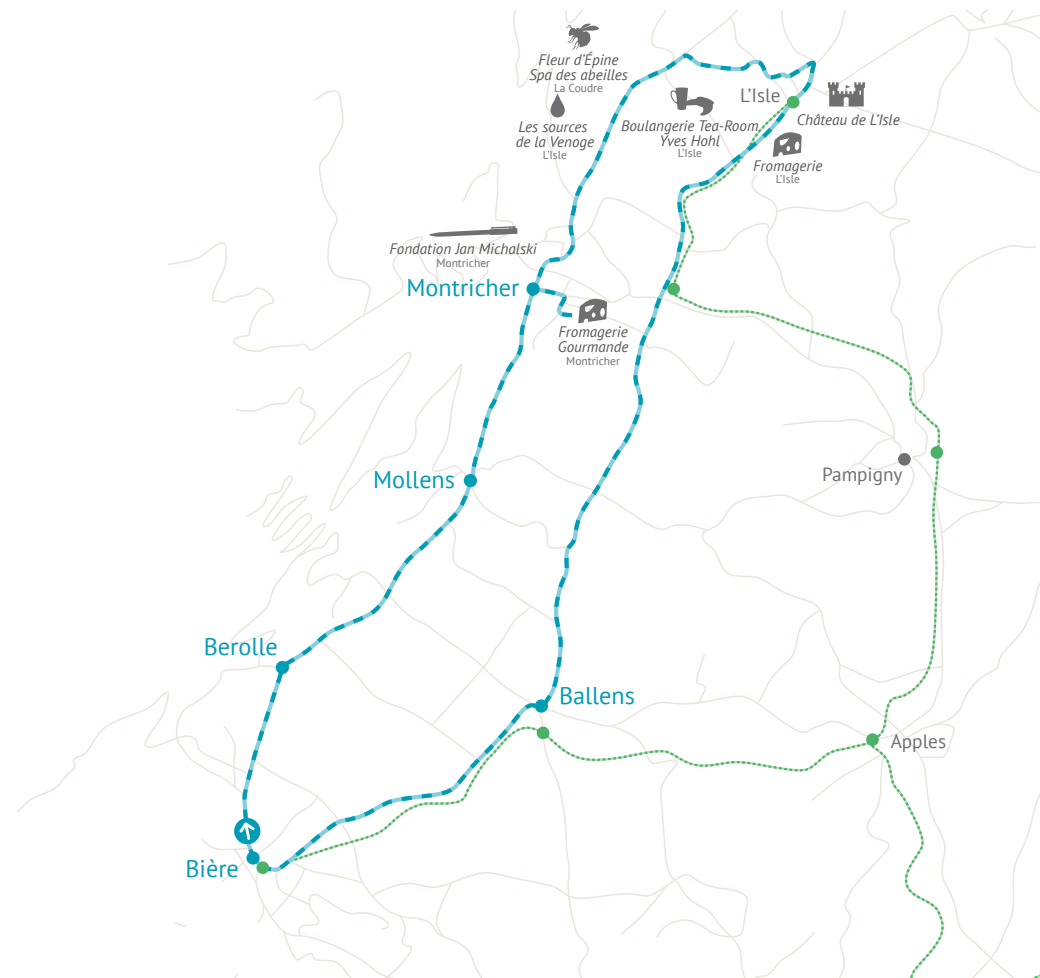 Fleur d'Épine
Spa des abeilles
La Coudre
Les sources
de la Venoge
L'Isle
Boulangerie Tea-Room
Yves Hohl
L'Isle
L'Isle
Château de L'Isle
Fromagerie
L'Isle
Fondation Jan Michalski
Montricher
Montricher
Fromagerie
Gourmande
Montricher
Mollens
Pampigny
Berolle
Ballens
Apples
Bière